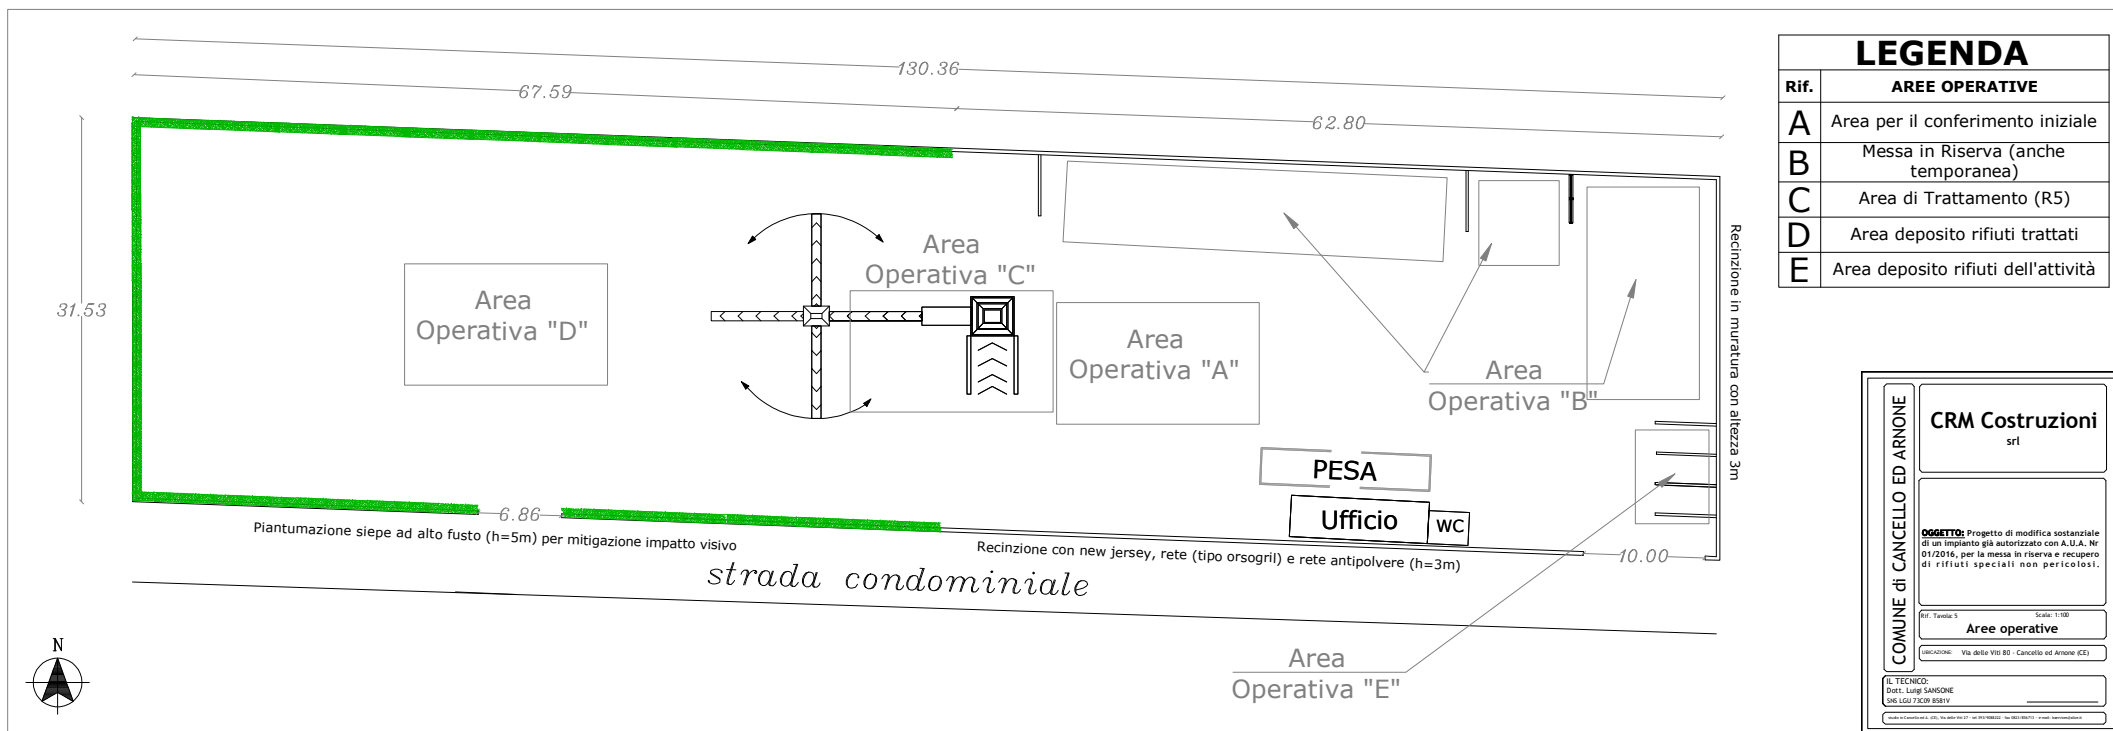 130.36
67.59
62.80
31.53
Area
Operativa "C"
Area
Operativa "D"
Area
Operativa "A"
Area
Operativa "B"
Recinzione in muratura con altezza 3m
PESA
Ufficio
WC
6.86
10.00
Piantumazione siepe ad alto fusto (h=5m) per mitigazione impatto visivo
Recinzione con new jersey, rete (tipo orsogril) e rete antipolvere (h=3m)
strada condominiale
Area
Operativa "E"
N
LEGENDA
Rif. AREE OPERATIVE
A Area per il conferimento iniziale
B Messa in Riserva (anche
temporanea)
C Area di Trattamento (R5)
D Area deposito rifiuti trattati
E Area deposito rifiuti dell'attività
COMUNE di CANCELLO ED ARNONE
CRM Costruzioni
srl
OGGETTO: Progetto di modifica sostanziale
di un impianto già autorizzato con A.U.A. Nr
01/2016, per la messa in riserva e recupero
di rifiuti speciali non pericolosi.
Rif. Tavola: 5 Scala: 1:100
Aree operative
UBICAZIONE: Via delle Viti 80 - Cancello ed Arnone (CE)
IL TECNICO:
Dott. Luigi SANSONE
SNS LGU 73C09 B581V